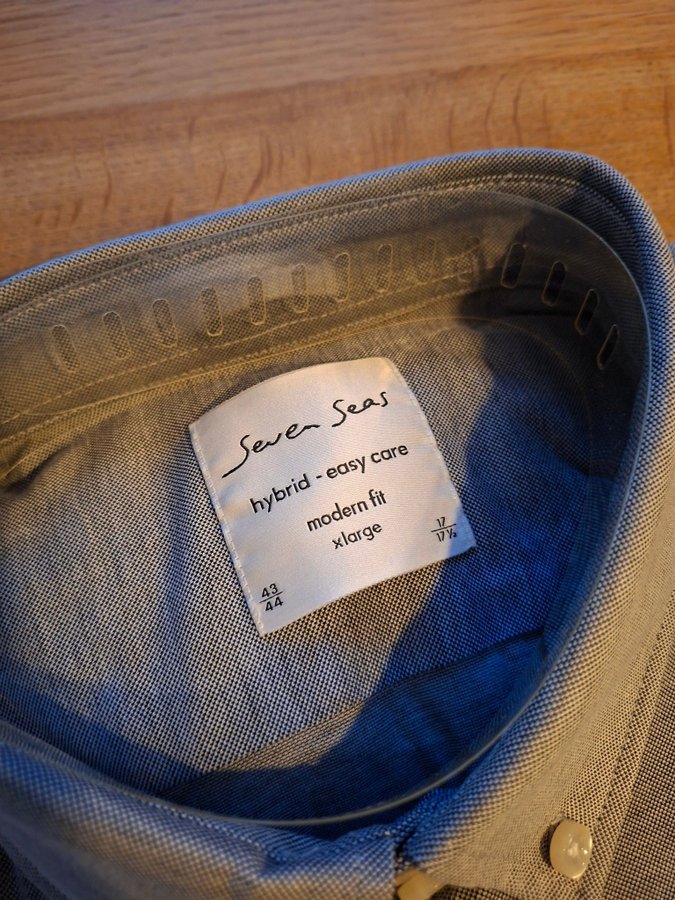 Seven Seas
hybrid - easy care
modern fit
xlarge
17
17½
43
44